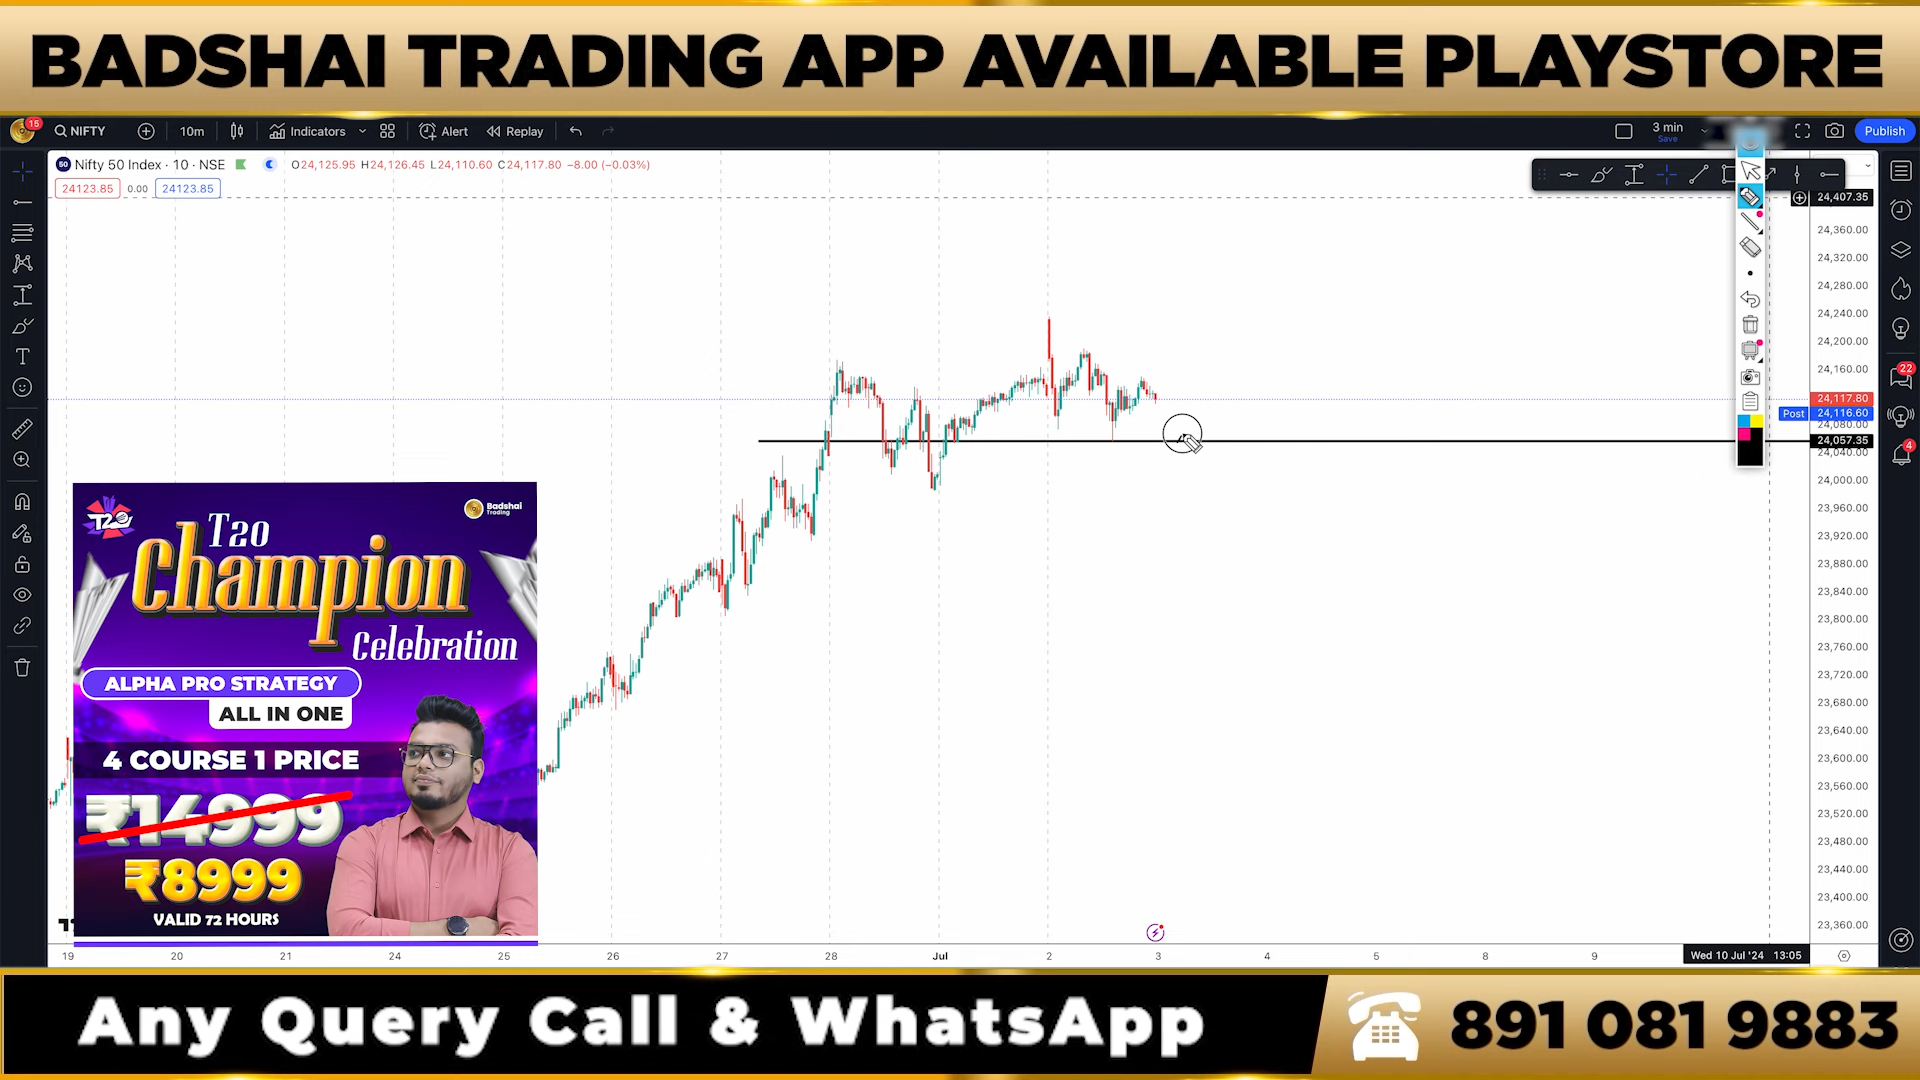 BADSHAI TRADING APP AVAILABLE PLAYSTORE
15
NIFTY
10m
Indicators
Alert
Replay
3 min
Save
Publish
50 Nifty 50 Index · 10 · NSE
O24,125.95 H24,126.45 L24,110.60 C24,117.80 −8.00 (−0.03%)
24123.85 0.00 24123.85
24,407.35
24,360.00
24,320.00
24,280.00
24,240.00
24,200.00
24,160.00
24,117.80
Post 24,116.60
24,080.00
24,057.35
24,040.00
24,000.00
23,960.00
23,920.00
23,880.00
23,840.00
23,800.00
23,760.00
23,720.00
23,680.00
23,640.00
23,600.00
23,560.00
23,520.00
23,480.00
23,440.00
23,400.00
23,360.00
22
4
T20
Badshai
Trading
T20
Champion
Celebration
ALPHA PRO STRATEGY
ALL IN ONE
4 COURSE 1 PRICE
₹14999
₹8999
VALID 72 HOURS
19 20 21 24 25 26 27 28 Jul 2 3 4 5 8 9
Wed 10 Jul '24 13:05
Any Query Call & WhatsApp
891 081 9883